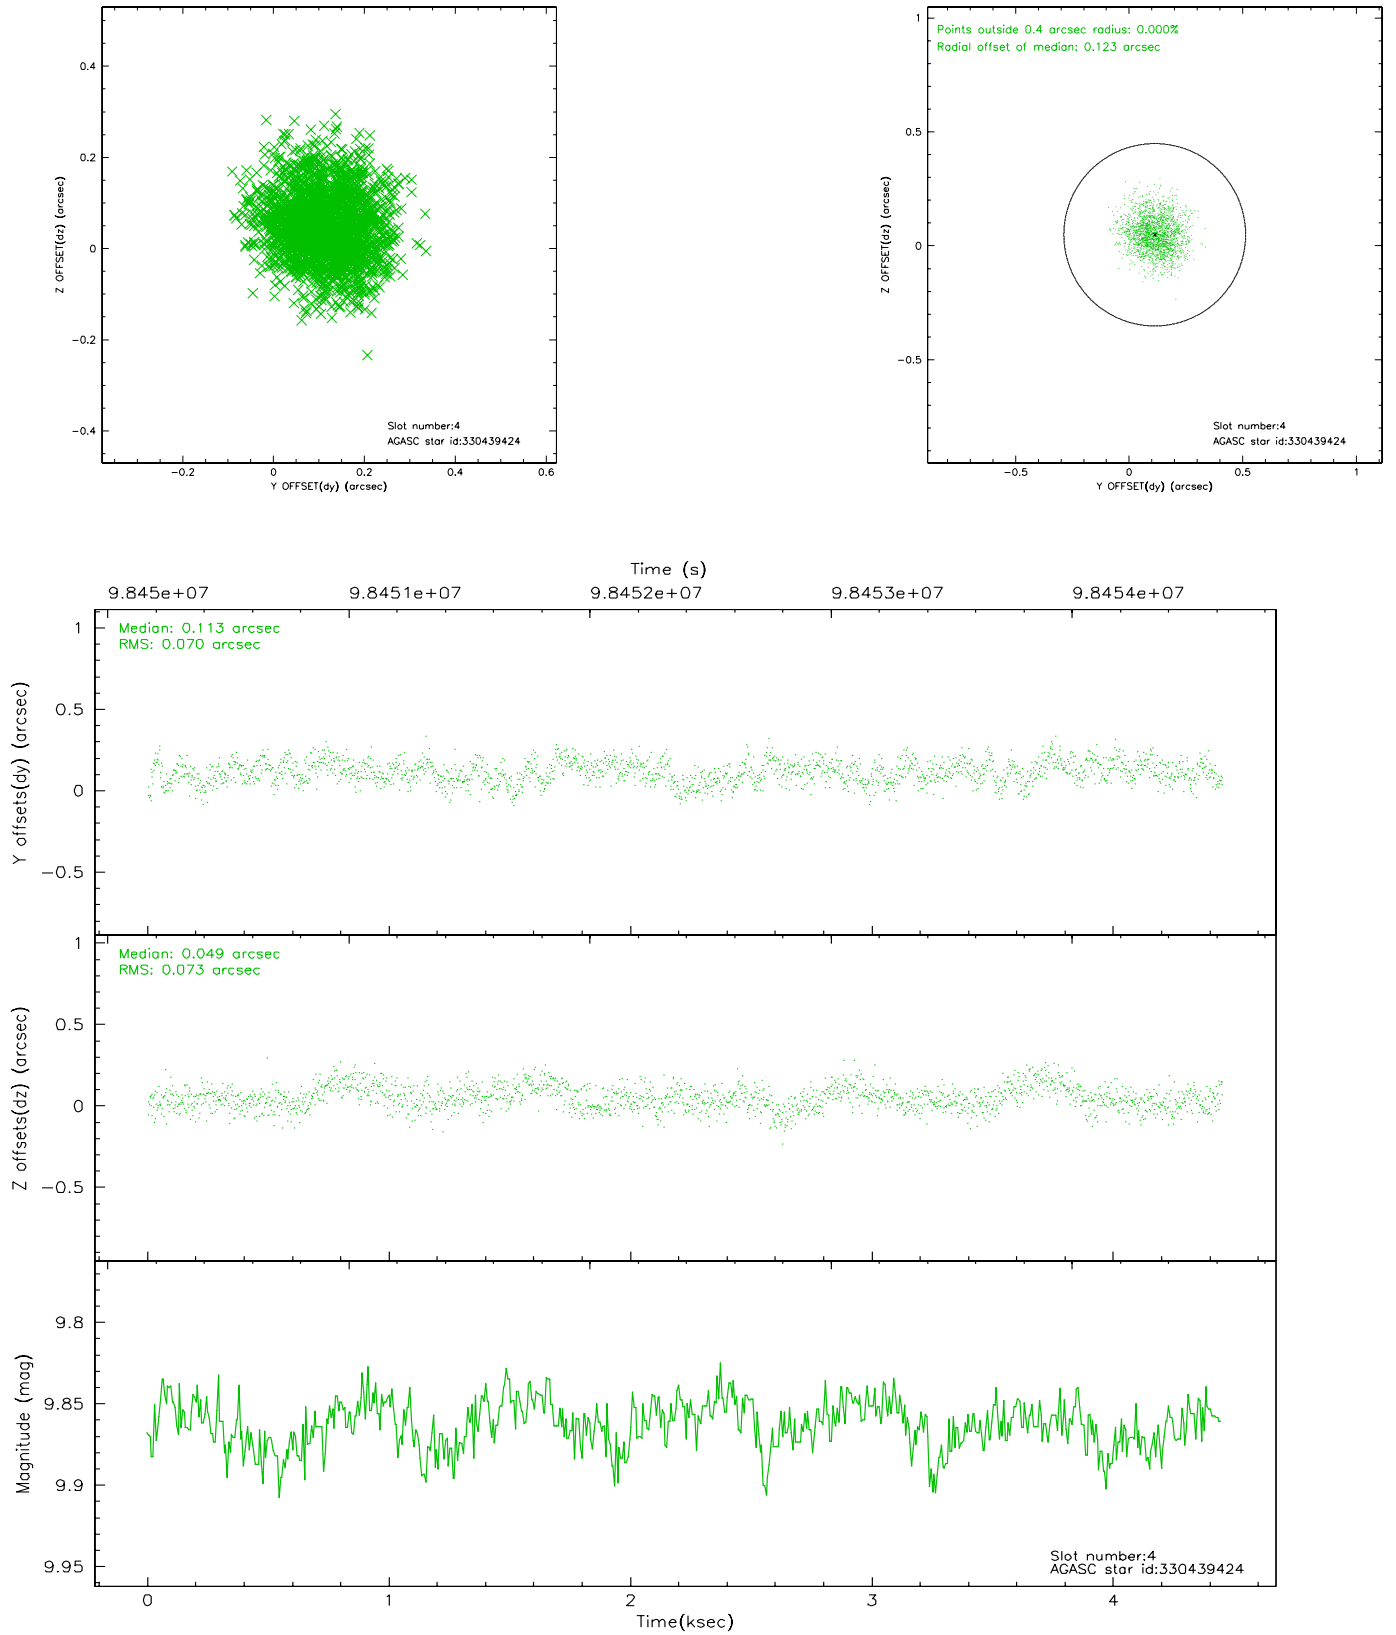 0.4
0.2
0
−0.2
−0.4
Z OFFSET(dz) (arcsec)
−0.2 0 0.2 0.4 0.6
Y OFFSET(dy) (arcsec)
Slot number:4
AGASC star id:330439424
Points outside 0.4 arcsec radius: 0.000%
Radial offset of median: 0.123 arcsec
1
0.5
0
−0.5
Z OFFSET(dz) (arcsec)
−0.5 0 0.5 1
Y OFFSET(dy) (arcsec)
Slot number:4
AGASC star id:330439424
Time (s)
9.845e+07 9.8451e+07 9.8452e+07 9.8453e+07 9.8454e+07
Median: 0.113 arcsec
RMS: 0.070 arcsec
1
0.5
0
−0.5
Y offsets(dy) (arcsec)
Median: 0.049 arcsec
RMS: 0.073 arcsec
1
0.5
0
−0.5
Z offsets(dz) (arcsec)
9.8
9.85
9.9
9.95
Magnitude (mag)
Slot number:4
AGASC star id:330439424
0 1 2 3 4
Time(ksec)